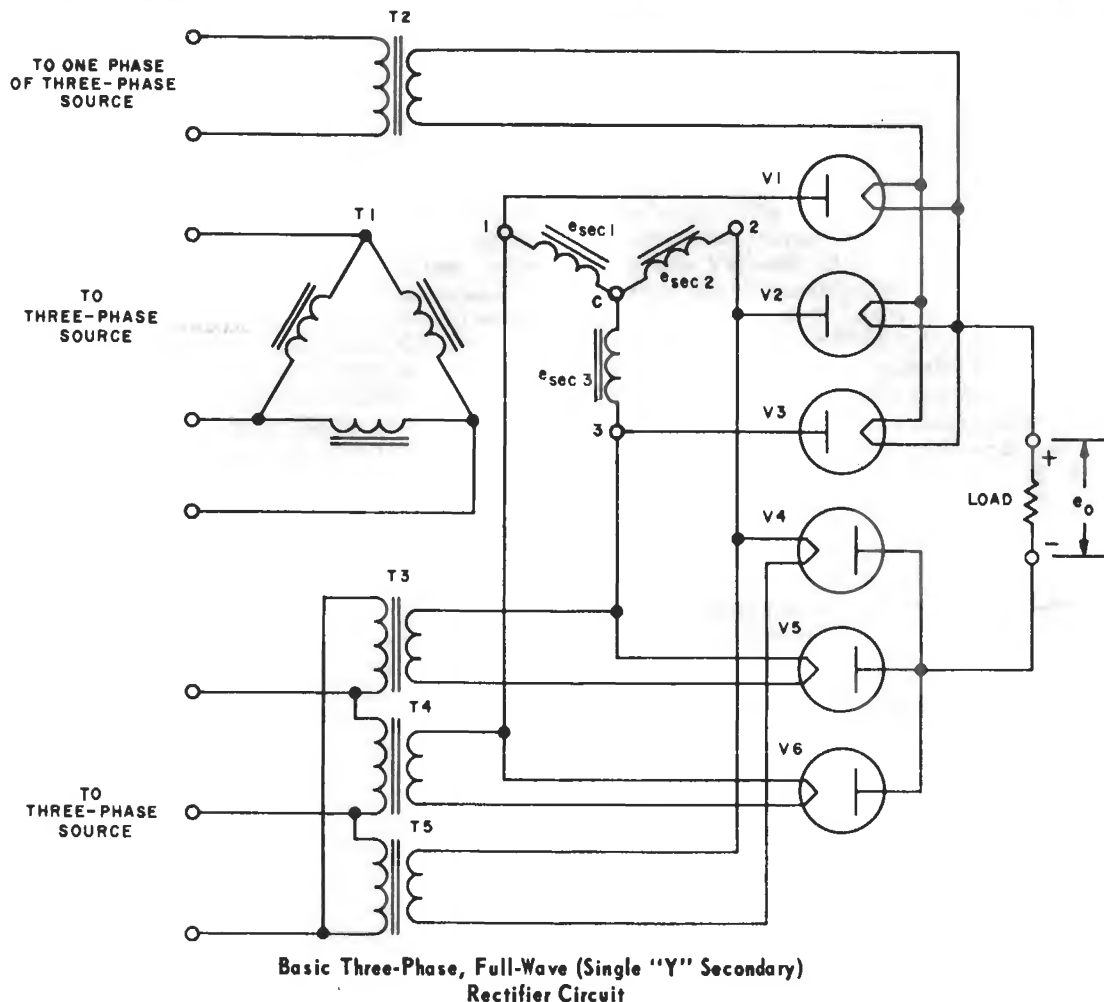 T2
TO ONE PHASE
OF THREE-PHASE
SOURCE
V1
T1
1
e sec 1
2
TO
THREE-PHASE
SOURCE
C
e sec 2
V2
e sec 3
V3
3
+
LOAD
e o
V4
-
T3
V5
T4
V6
TO
THREE-PHASE
SOURCE
T5
Basic Three-Phase, Full-Wave (Single "Y" Secondary)
Rectifier Circuit